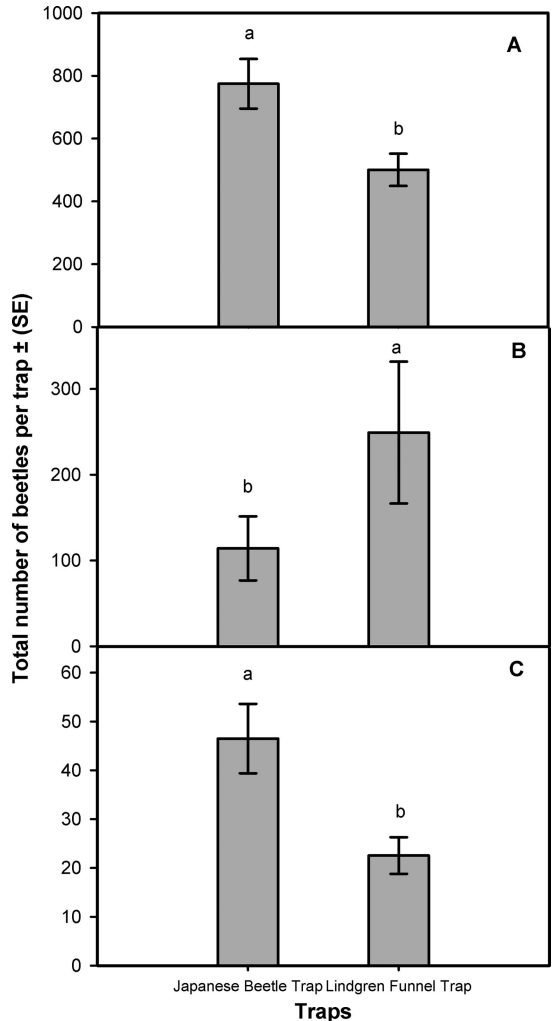 Total number of beetles per trap ± (SE)
1000
800
600
400
200
0
A
a
b
300
200
100
0
B
b
a
60
50
40
30
20
10
0
C
a
b
Japanese Beetle Trap Lindgren Funnel Trap
Traps